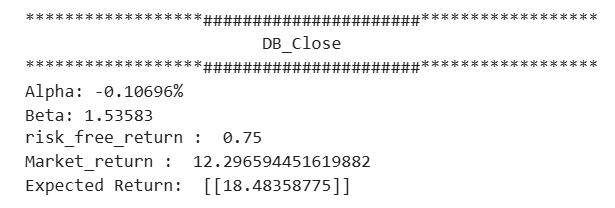 ******************######################******************
DB_Close
******************######################******************
Alpha: -0.10696%
Beta: 1.53583
risk_free_return :  0.75
Market_return :  12.296594451619882
Expected Return:  [[18.48358775]]